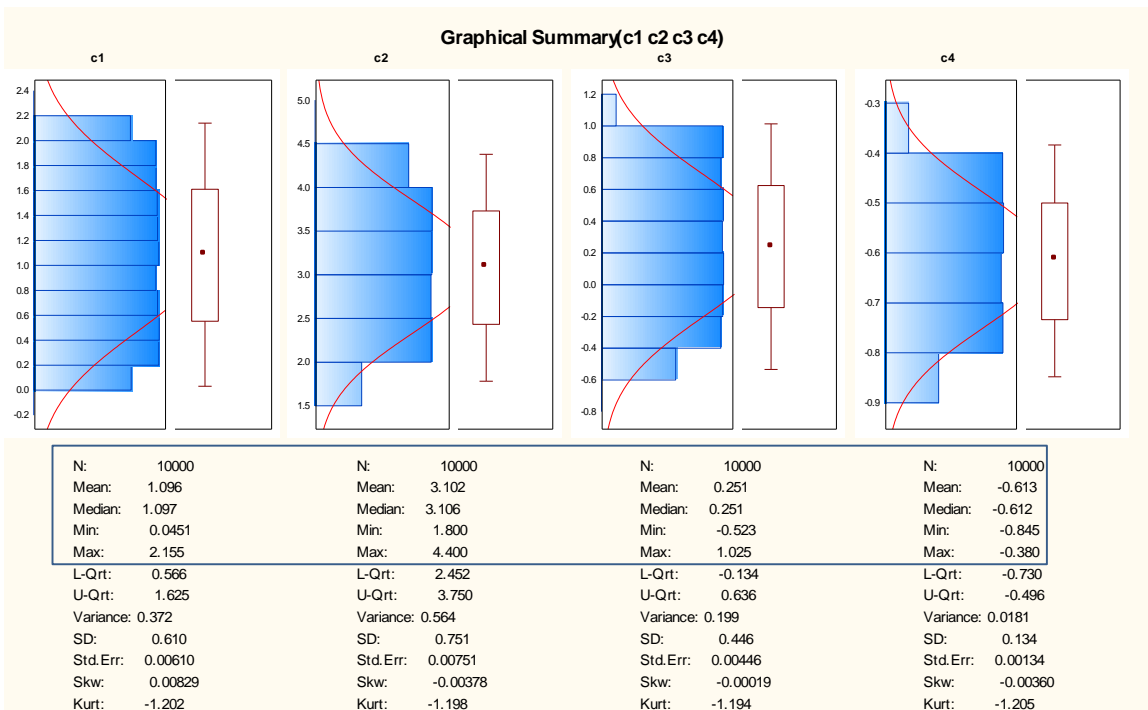 Graphical Summary(c1 c2 c3 c4)
c1 c2 c3 c4
2.4
2.2
2.0
1.8
1.6
1.4
1.2
1.0
0.8
0.6
0.4
0.2
0.0
-0.2
5.0
4.5
4.0
3.5
3.0
2.5
2.0
1.5
1.2
1.0
0.8
0.6
0.4
0.2
0.0
-0.2
-0.4
-0.6
-0.8
-0.3
-0.4
-0.5
-0.6
-0.7
-0.8
-0.9
N: 10000 N: 10000 N: 10000 N: 10000
Mean: 1.096 Mean: 3.102 Mean: 0.251 Mean: -0.613
Median: 1.097 Median: 3.106 Median: 0.251 Median: -0.612
Min: 0.0451 Min: 1.800 Min: -0.523 Min: -0.845
Max: 2.155 Max: 4.400 Max: 1.025 Max: -0.380
L-Qrt: 0.566 L-Qrt: 2.452 L-Qrt: -0.134 L-Qrt: -0.730
U-Qrt: 1.625 U-Qrt: 3.750 U-Qrt: 0.636 U-Qrt: -0.496
Variance: 0.372 Variance: 0.564 Variance: 0.199 Variance: 0.0181
SD: 0.610 SD: 0.751 SD: 0.446 SD: 0.134
Std.Err: 0.00610 Std.Err: 0.00751 Std.Err: 0.00446 Std.Err: 0.00134
Skw: 0.00829 Skw: -0.00378 Skw: -0.00019 Skw: -0.00360
Kurt: -1.202 Kurt: -1.198 Kurt: -1.194 Kurt: -1.205